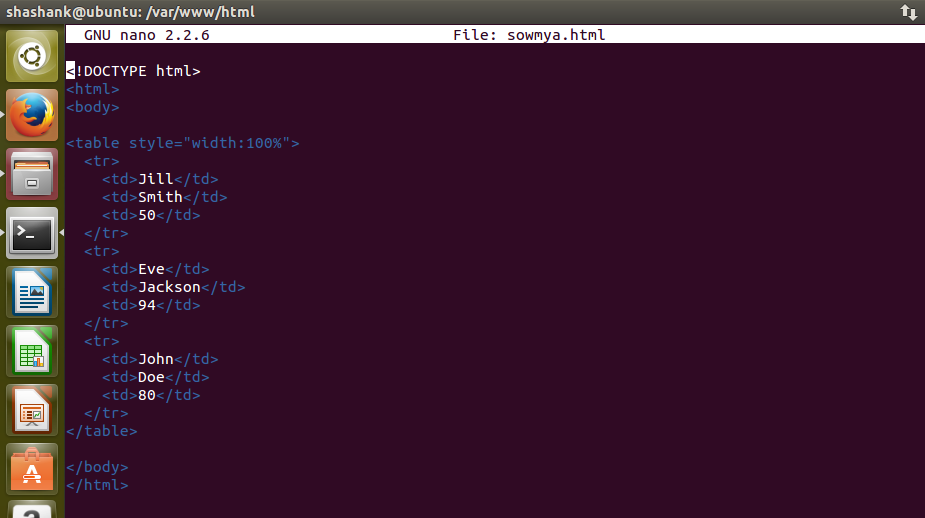 shashank@ubuntu: /var/www/html
GNU nano 2.2.6 File: sowmya.html
<!DOCTYPE html>
<html>
<body>
<table style="width:100%">
<tr>
<td>Jill</td>
<td>Smith</td>
<td>50</td>
</tr>
<tr>
<td>Eve</td>
<td>Jackson</td>
<td>94</td>
</tr>
<tr>
<td>John</td>
<td>Doe</td>
<td>80</td>
</tr>
</table>
</body>
</html>